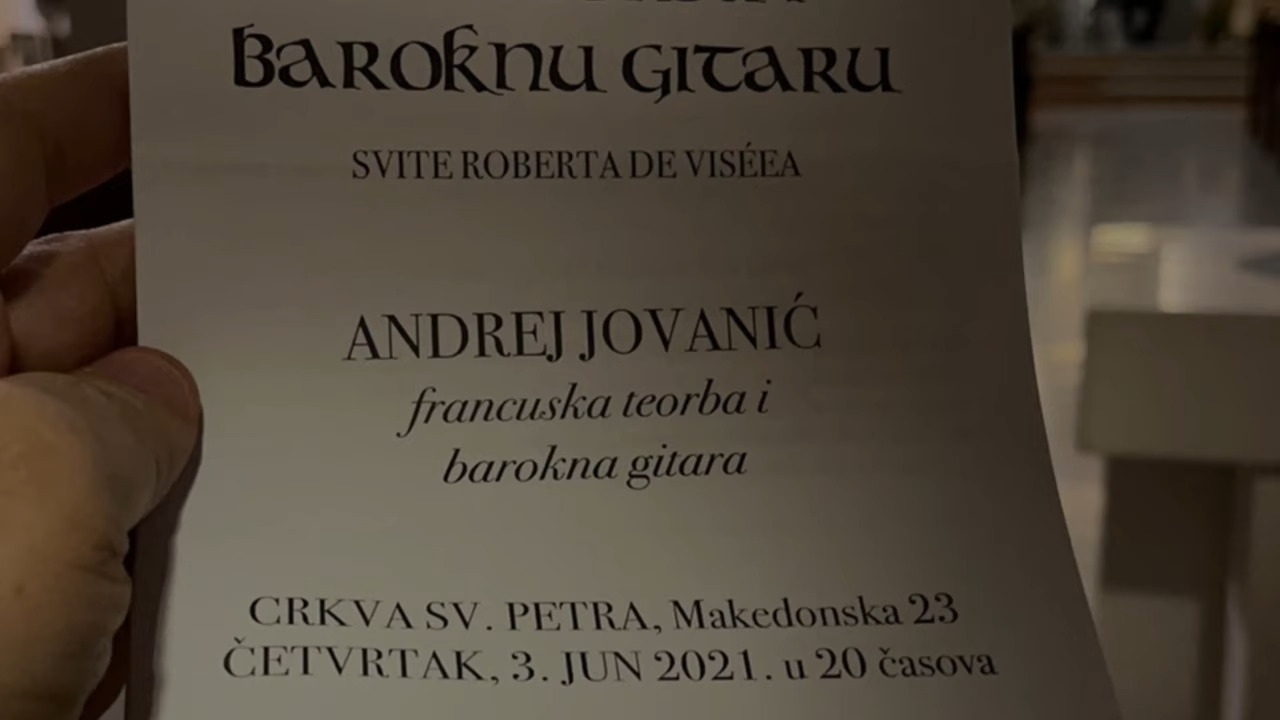 BAROKNU GITARU
SVITE ROBERTA DE VISÉEA
ANDREJ JOVANIĆ
francuska teorba i
barokna gitara
CRKVA SV. PETRA, Makedonska 23
ČETVRTAK, 3. JUN 2021. u 20 časova